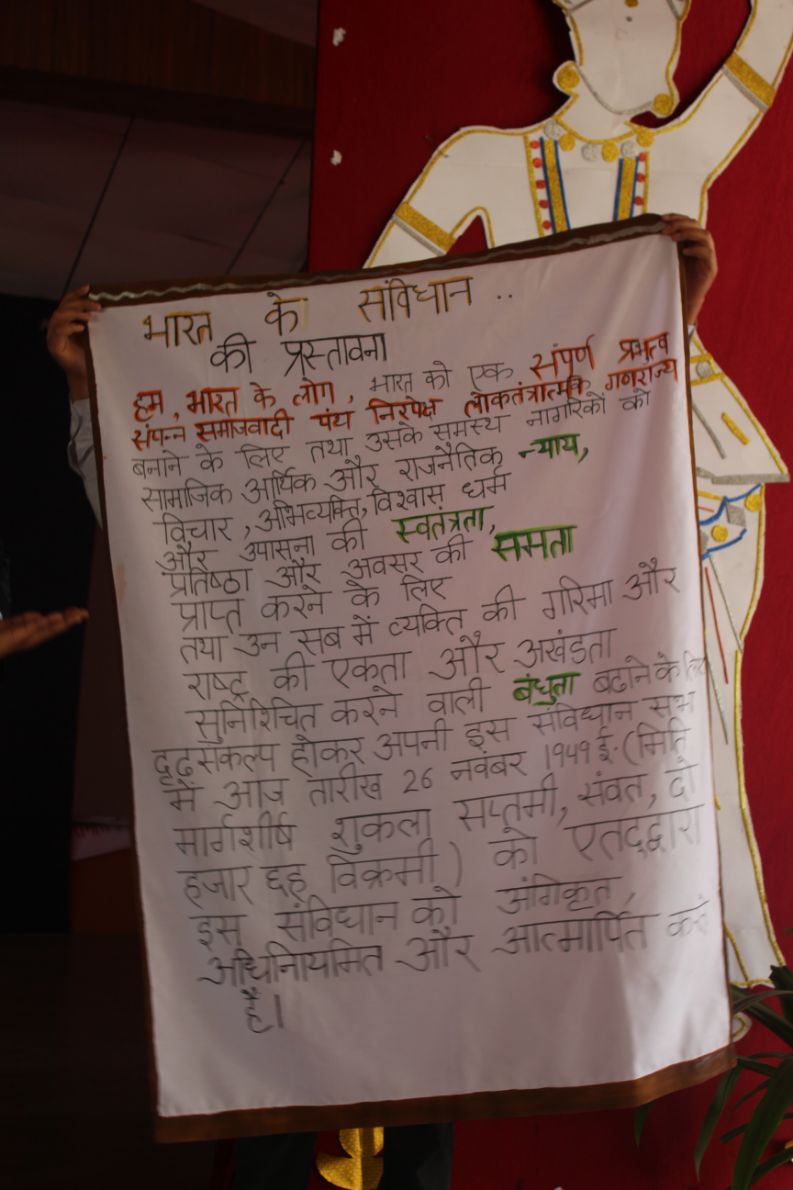 भारत के संविधान ..
की प्रस्तावना
हम, भारत के लोग, भारत को एक संपूर्ण प्रभुत्व
संपन्न समाजवादी पंथ निरपेक्ष लोकतंत्रात्मक गणराज्य
बनाने के लिए तथा उसके समस्य नागरिकों को
सामाजिक आर्थिक और राजनैतिक न्याय,
विचार, अभिव्यक्ति, विश्वास धर्म
और उपासना की स्वतंत्रता,
प्रतिष्ठा और अवसर की समता
प्राप्त करने के लिए
तथा उन सब में व्यक्ति की गरिमा और
राष्ट्र की एकता और अखंडता
सुनिश्चित करने वाली बंधुता बढाने के लिए
दृढ़संकल्प होकर अपनी इस संविधान सभ
में आज तारीख 26 नवंबर 1949 ई. (मिति
मार्गशीर्ष शुकला सप्तमी, संवत, दो
हजार छह विक्रमी) को एतद्द्वारा
इस संविधान को अंगिकृत,
अधिनियमित और आत्मार्पित करते
है।